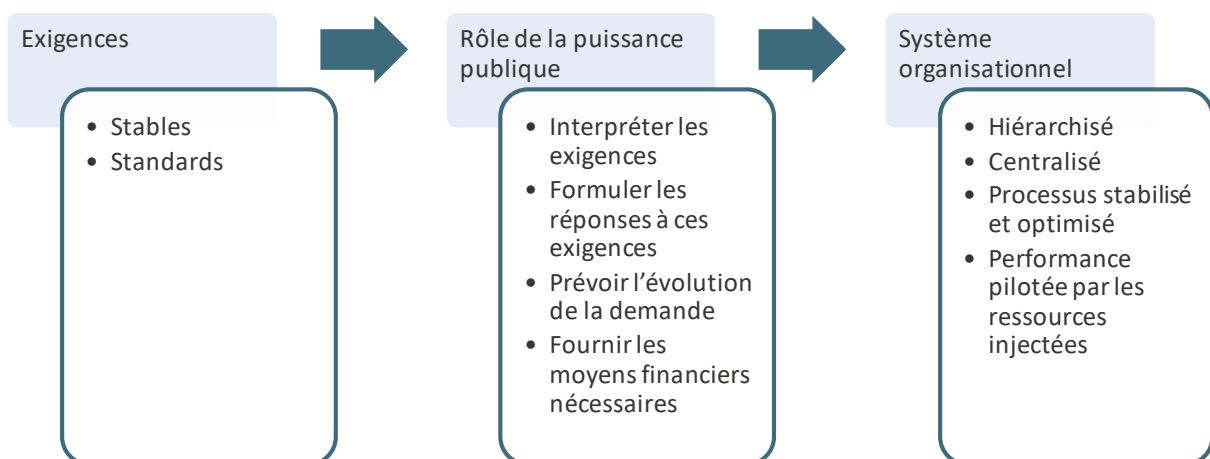 Exigences
• Stables
• Standards
Rôle de la puissance
publique
• Interpréter les
exigences
• Formuler les
réponses à ces
exigences
• Prévoir l’évolution
de la demande
• Fournir les
moyens financiers
nécessaires
Système
organisationnel
• Hiérarchisé
• Centralisé
• Processus stabilisé
et optimisé
• Performance
pilotée par les
ressources
injectées